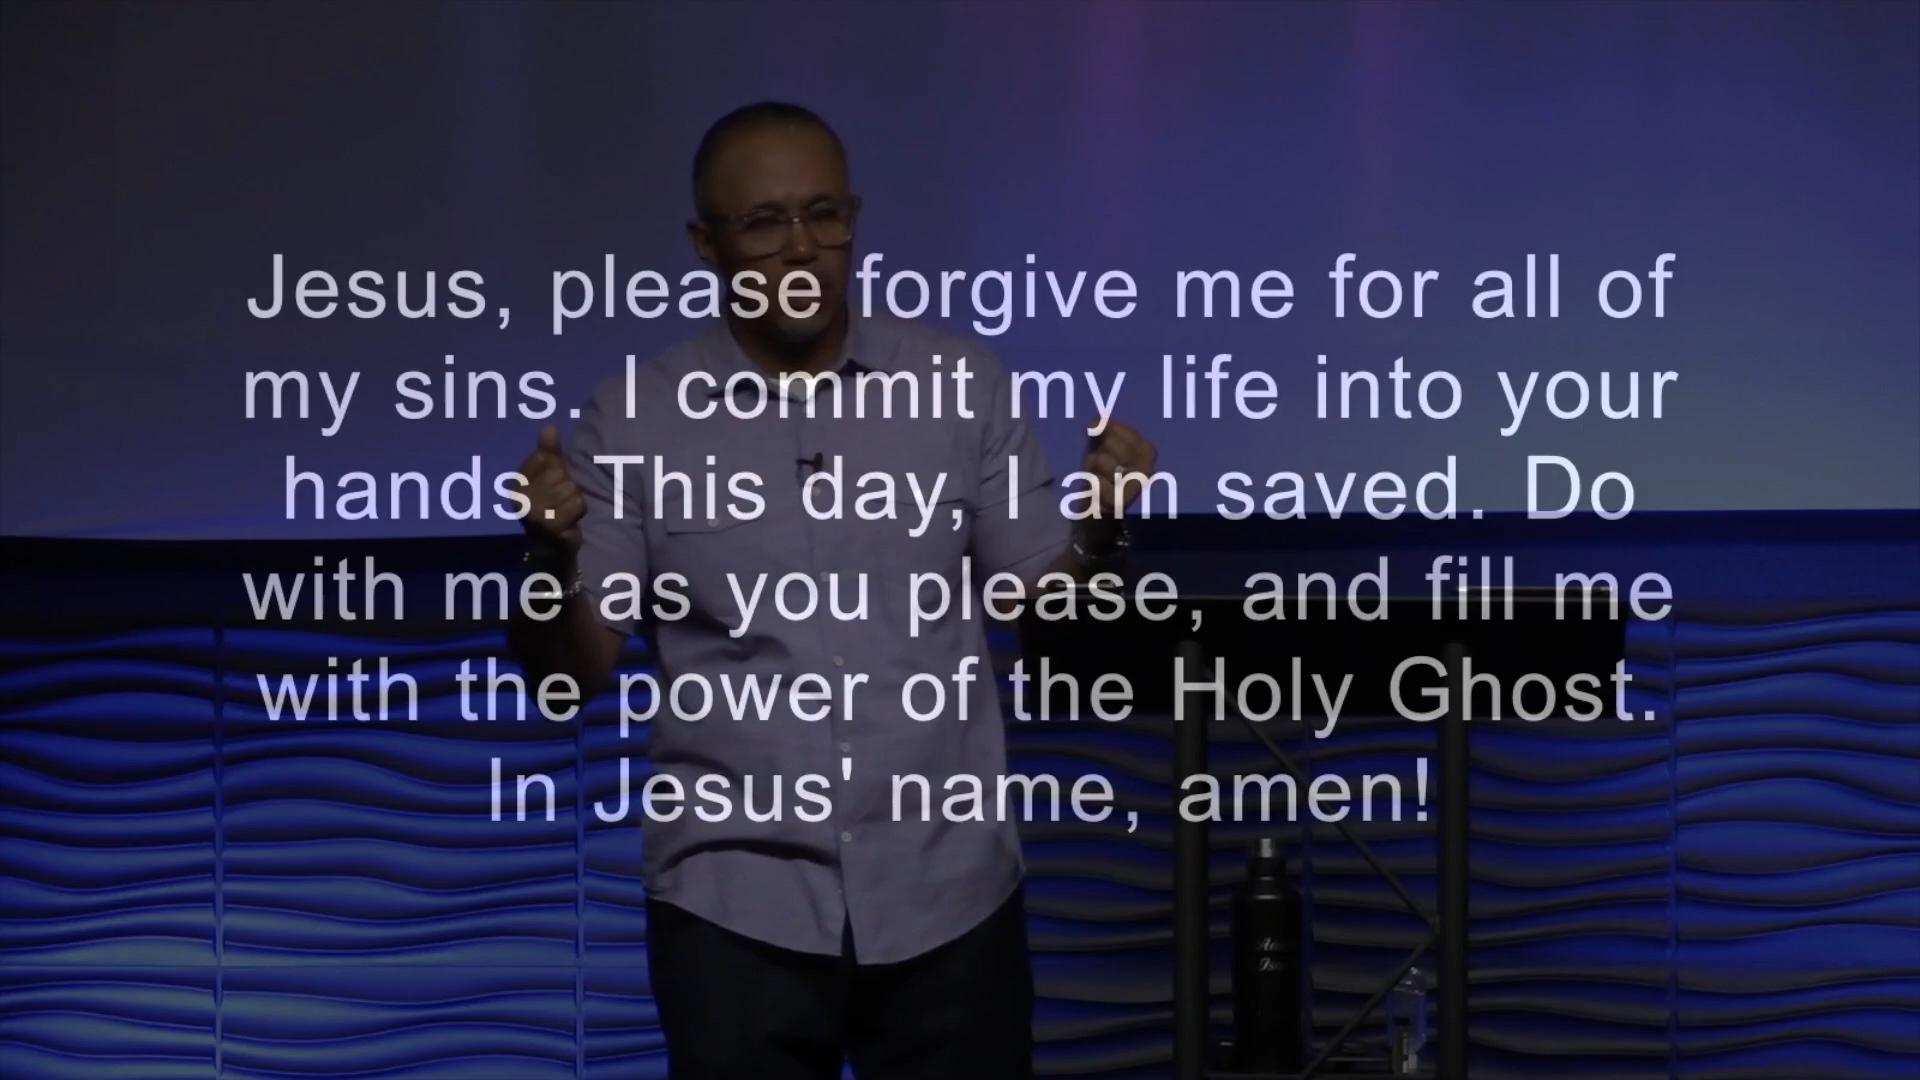 Jesus, please forgive me for all of
my sins. I commit my life into your
hands. This day, I am saved. Do
with me as you please, and fill me
with the power of the Holy Ghost.
In Jesus' name, amen!